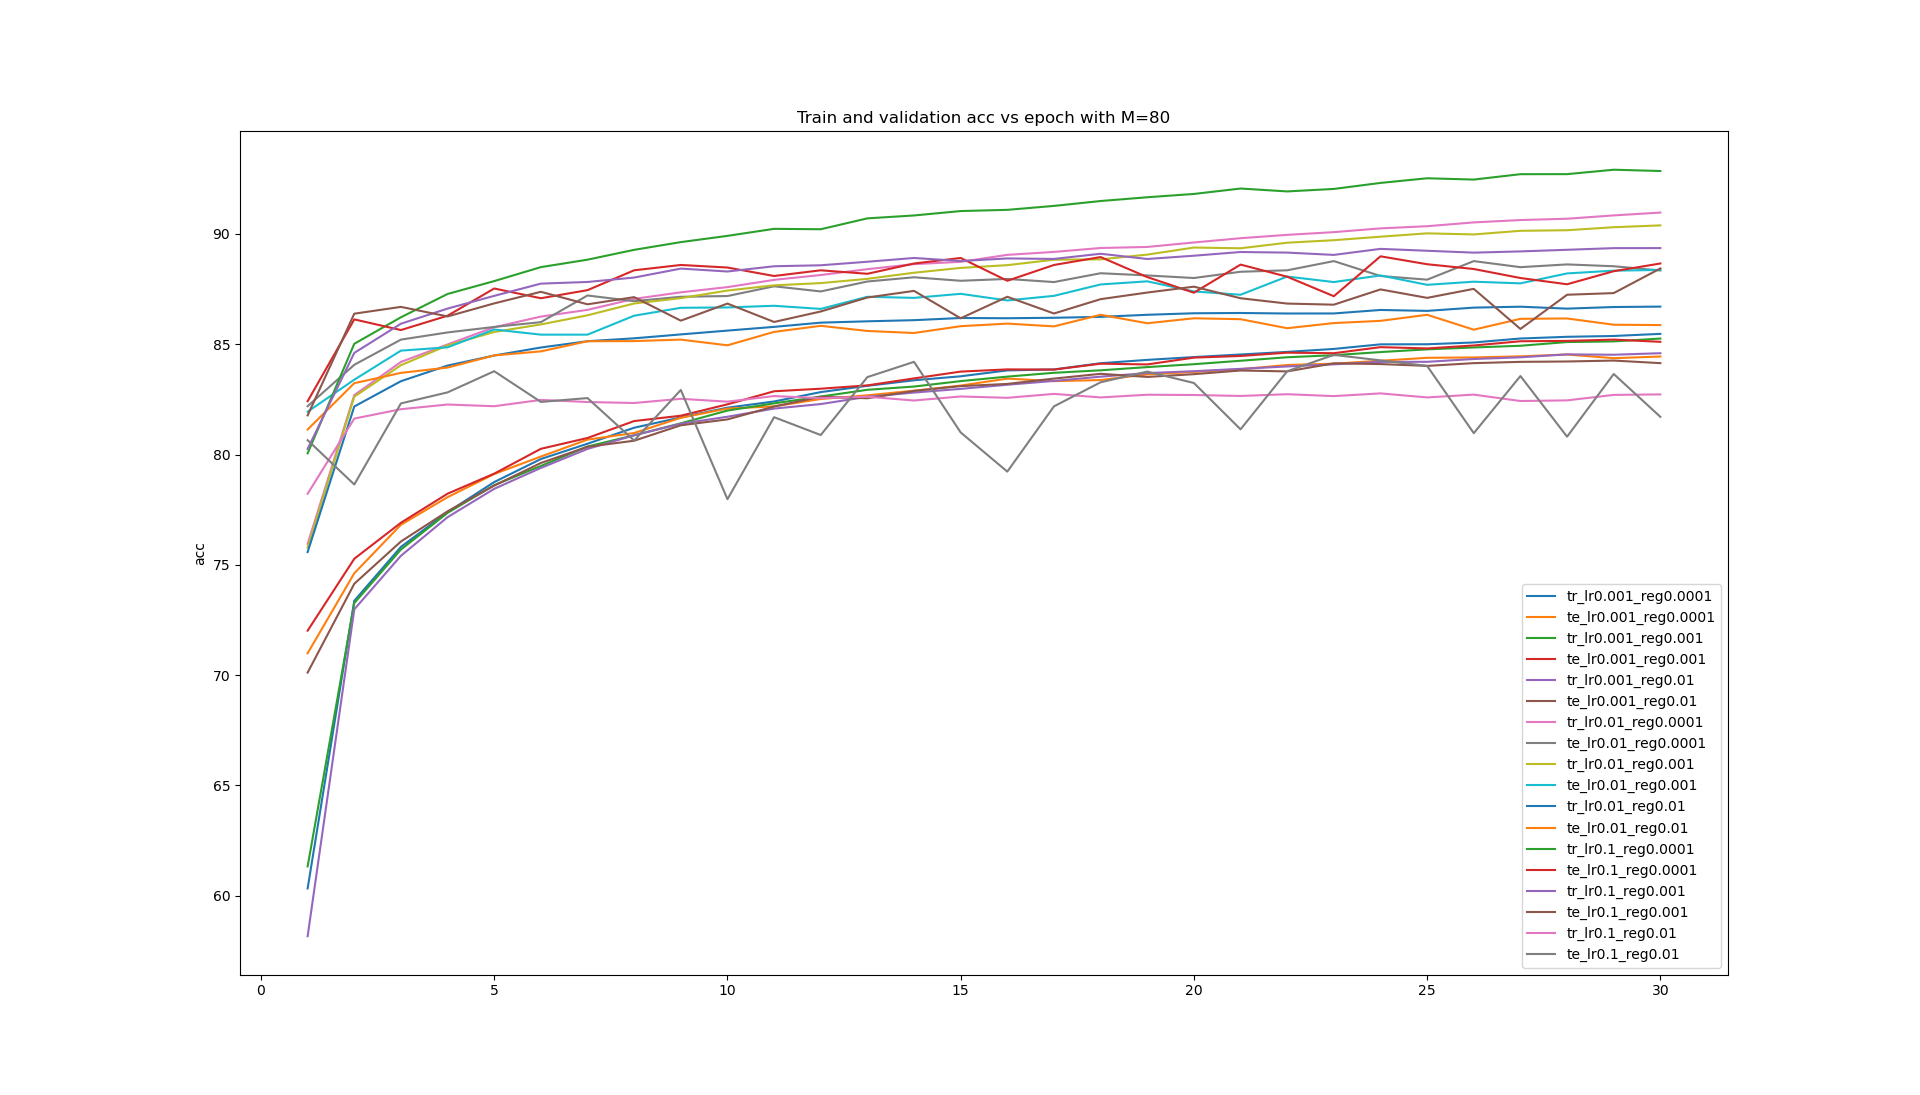 Train and validation acc vs epoch with M=80
acc
90
85
80
75
70
65
60
0 5 10 15 20 25 30
tr_lr0.001_reg0.0001
te_lr0.001_reg0.0001
tr_lr0.001_reg0.001
te_lr0.001_reg0.001
tr_lr0.001_reg0.01
te_lr0.001_reg0.01
tr_lr0.01_reg0.0001
te_lr0.01_reg0.0001
tr_lr0.01_reg0.001
te_lr0.01_reg0.001
tr_lr0.01_reg0.01
te_lr0.01_reg0.01
tr_lr0.1_reg0.0001
te_lr0.1_reg0.0001
tr_lr0.1_reg0.001
te_lr0.1_reg0.001
tr_lr0.1_reg0.01
te_lr0.1_reg0.01